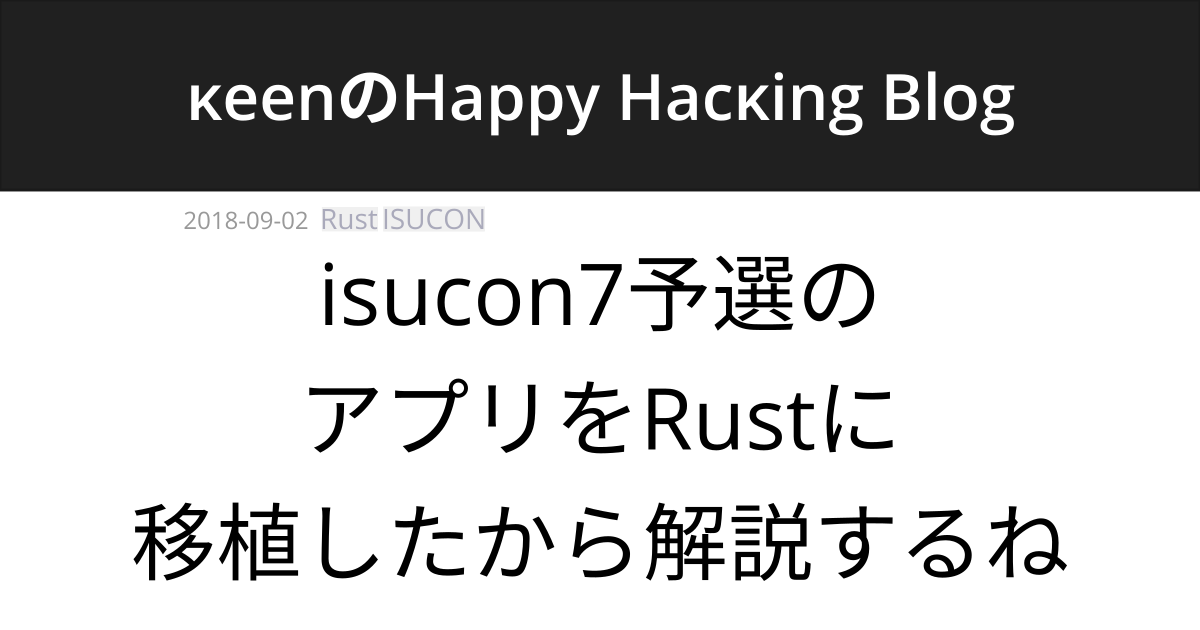 κeenのHappy Hacκing Blog
2018-09-02 Rust ISUCON
isucon7予選の
アプリをRustに
移植したから解説するね